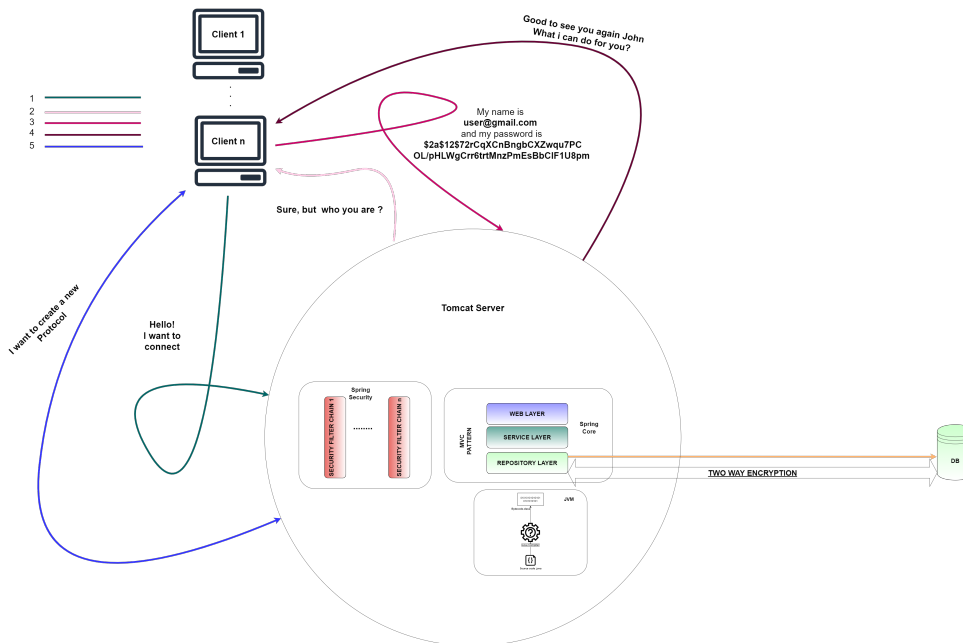 Client 1
1
2
3
4
5
Client n
Good to see you again John
What i can do for you?
My name is
user@gmail.com
and my password is
$2a$12$72rCqXCnBngbCXZwqu7PC
OL/pHLWgCrr6trtMnzPmEsBbCIF1U8pm
Sure, but who you are ?
I want to create a new
Protocol
Hello!
I want to
connect
Tomcat Server
Spring
Security
SECURITY FILTER CHAIN 1
........
SECURITY FILTER CHAIN n
MVC
PATTERN
WEB LAYER
SERVICE LAYER
REPOSITORY LAYER
Spring
Core
TWO WAY ENCRYPTION
DB
JVM